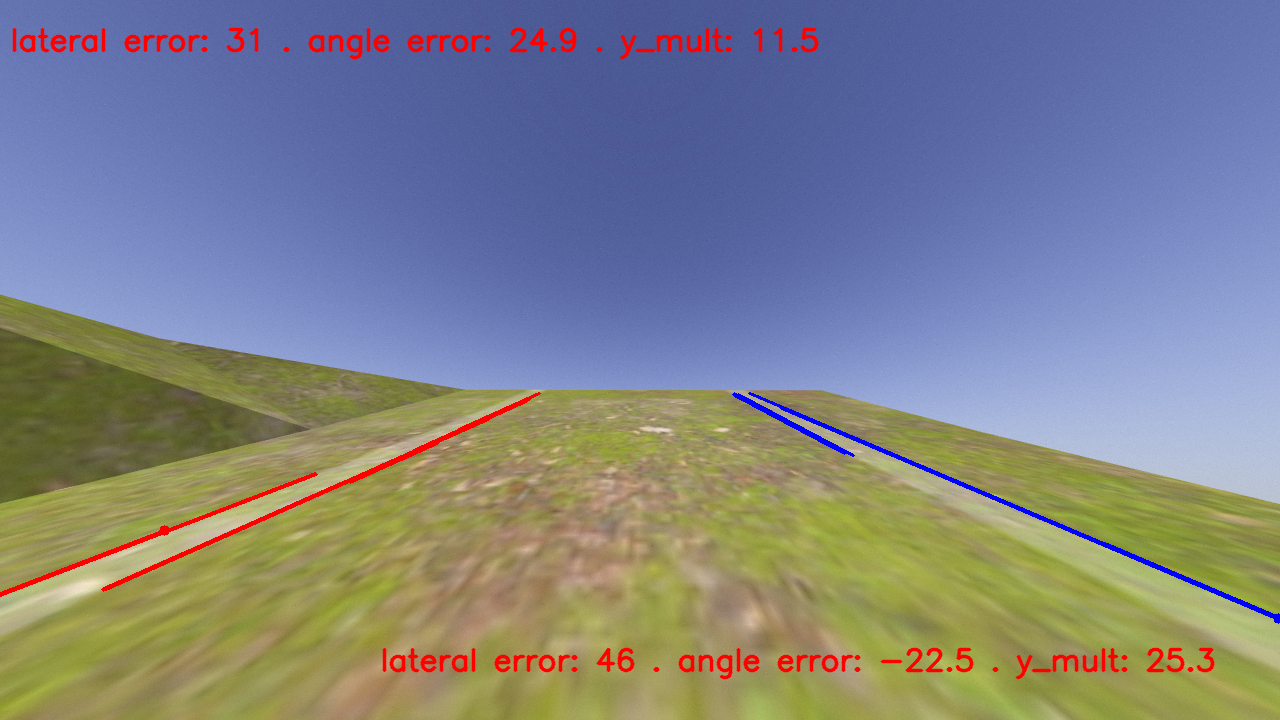 lateral error: 31 . angle error: 24.9 . y_mult: 11.5
lateral error: 46 . angle error: -22.5 . y_mult: 25.3